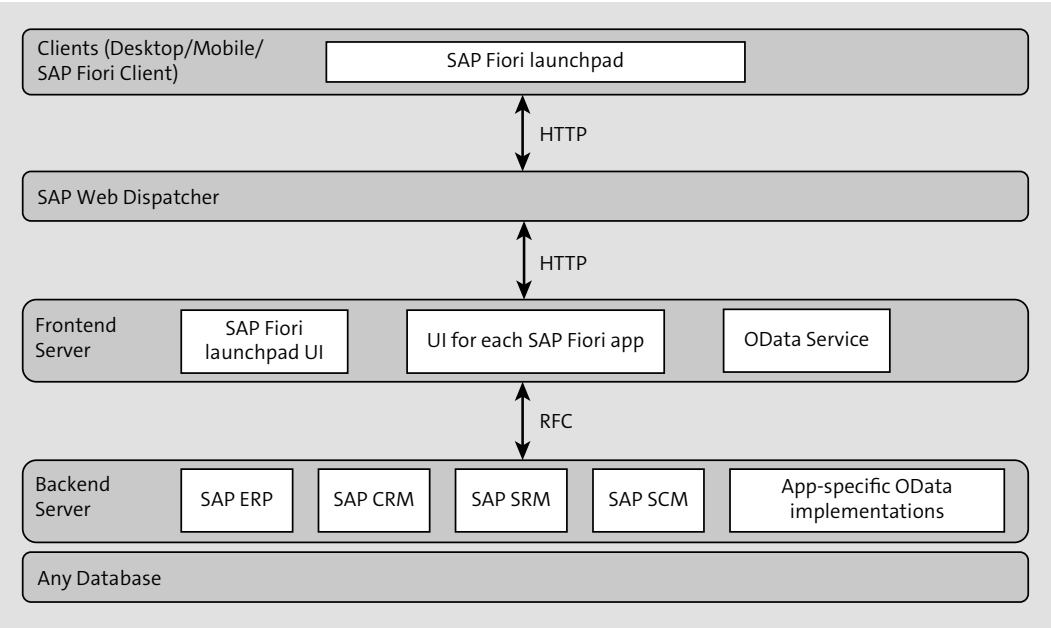 Clients (Desktop/Mobile/
SAP Fiori Client)
SAP Fiori launchpad
HTTP
SAP Web Dispatcher
HTTP
Frontend
Server
SAP Fiori
launchpad UI
UI for each SAP Fiori app
OData Service
RFC
Backend
Server
SAP ERP
SAP CRM
SAP SRM
SAP SCM
App-specific OData
implementations
Any Database